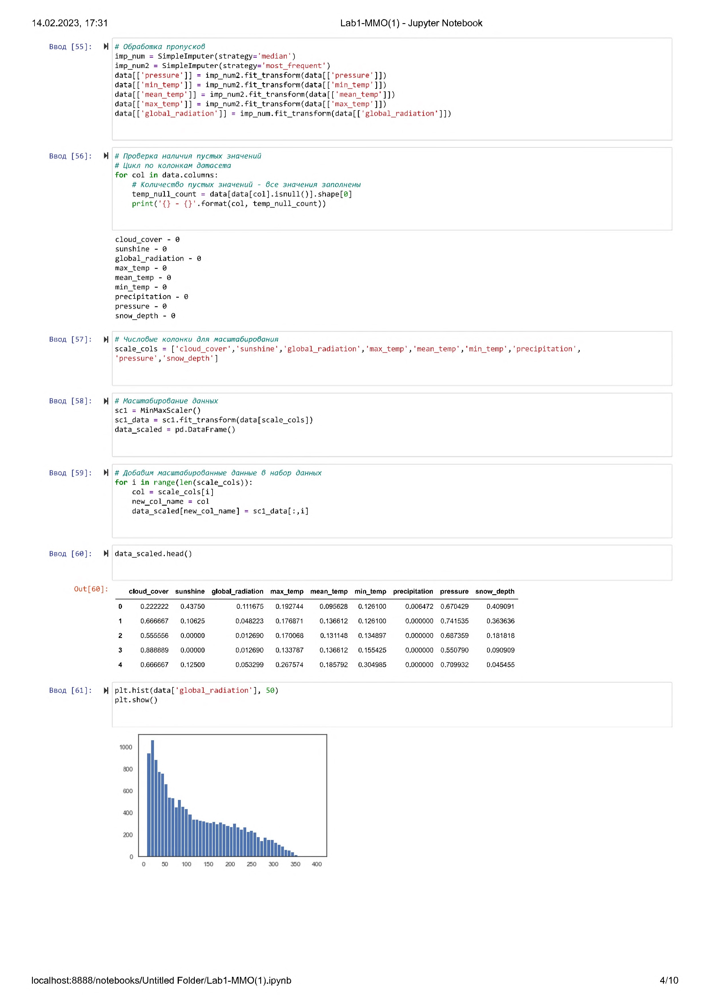 14.02.2023, 17:31 Lab1-MMO(1) - Jupyter Notebook
Ввод [55]: # Обработка пропусков
imp_num = SimpleImputer(strategy='median')
imp_num2 = SimpleImputer(strategy='most_frequent')
data[['pressure']] = imp_num2.fit_transform(data[['pressure']])
data[['min_temp']] = imp_num2.fit_transform(data[['min_temp']])
data[['mean_temp']] = imp_num2.fit_transform(data[['mean_temp']])
data[['max_temp']] = imp_num2.fit_transform(data[['max_temp']])
data[['global_radiation']] = imp_num.fit_transform(data[['global_radiation']])
Ввод [56]: # Проверка наличия пустых значений
# Цикл по колонкам датасета
for col in data.columns:
    # Количество пустых значений - все значения заполнены
    temp_null_count = data[data[col].isnull()].shape[0]
    print('{} - {}'.format(col, temp_null_count))
cloud_cover - 0
sunshine - 0
global_radiation - 0
max_temp - 0
mean_temp - 0
min_temp - 0
precipitation - 0
pressure - 0
snow_depth - 0
Ввод [57]: # Числовые колонки для масштабирования
scale_cols = ['cloud_cover','sunshine','global_radiation','max_temp','mean_temp','min_temp','precipitation',
'pressure','snow_depth']
Ввод [58]: # Масштабирование данных
sc1 = MinMaxScaler()
sc1_data = sc1.fit_transform(data[scale_cols])
data_scaled = pd.DataFrame()
Ввод [59]: # Добавим масштабированные данные в набор данных
for i in range(len(scale_cols)):
    col = scale_cols[i]
    new_col_name = col
    data_scaled[new_col_name] = sc1_data[:,i]
Ввод [60]: data_scaled.head()
Out[60]:
cloud_cover sunshine global_radiation max_temp mean_temp min_temp precipitation pressure snow_depth
0 0.222222 0.43750 0.111675 0.192744 0.095628 0.126100 0.006472 0.670429 0.409091
1 0.666667 0.10625 0.048223 0.176871 0.136612 0.126100 0.000000 0.741535 0.363636
2 0.555556 0.00000 0.012690 0.170068 0.131148 0.134897 0.000000 0.687359 0.181818
3 0.888889 0.00000 0.012690 0.133787 0.136612 0.155425 0.000000 0.550790 0.090909
4 0.666667 0.12500 0.053299 0.267574 0.185792 0.304985 0.000000 0.709932 0.045455
Ввод [61]: plt.hist(data['global_radiation'], 50)
plt.show()
1000
800
600
400
200
0
0 50 100 150 200 250 300 350 400
localhost:8888/notebooks/Untitled Folder/Lab1-MMO(1).ipynb 4/10